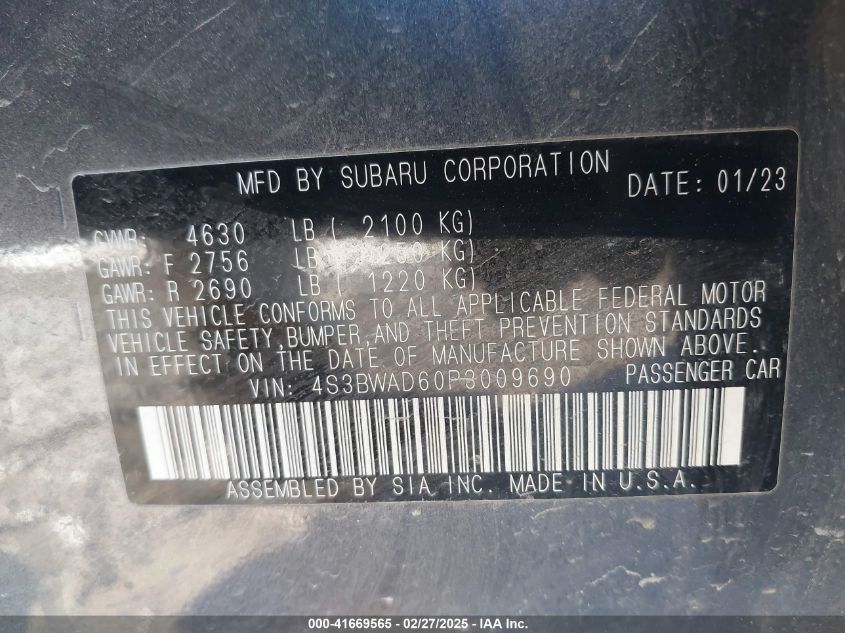 MFD BY SUBARU CORPORATION DATE: 01/23
GVWR: 4630 LB ( 2100 KG)
GAWR: F 2756 LB ( 1250 KG)
GAWR: R 2690 LB ( 1220 KG)
THIS VEHICLE CONFORMS TO ALL APPLICABLE FEDERAL MOTOR
VEHICLE SAFETY,BUMPER,AND THEFT PREVENTION STANDARDS
IN EFFECT ON THE DATE OF MANUFACTURE SHOWN ABOVE.
VIN: 4S3BWAD60P3009690 PASSENGER CAR
ASSEMBLED BY SIA, INC. MADE IN U.S.A.
000-41669565 - 02/27/2025 - IAA Inc.